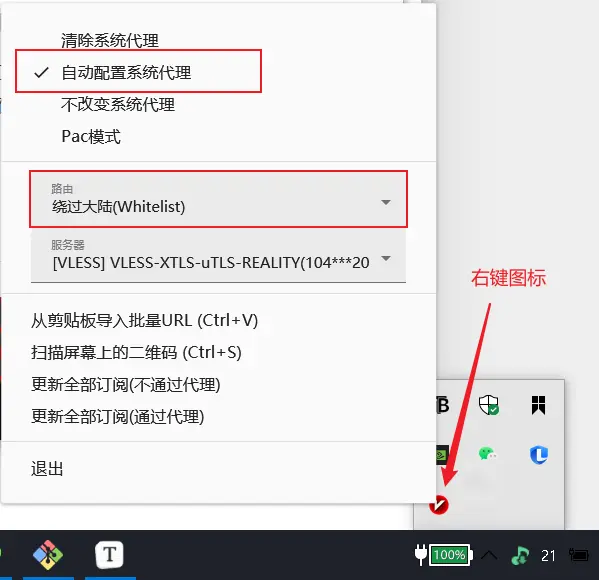 清除系统代理
自动配置系统代理
不改变系统代理
Pac模式
路由
绕过大陆(Whitelist)
服务器
[VLESS] VLESS-XTLS-uTLS-REALITY(104***20
右键图标
从剪贴板导入批量URL (Ctrl+V)
扫描屏幕上的二维码 (Ctrl+S)
更新全部订阅(不通过代理)
更新全部订阅(通过代理)
退出
B
L
T
100%
21